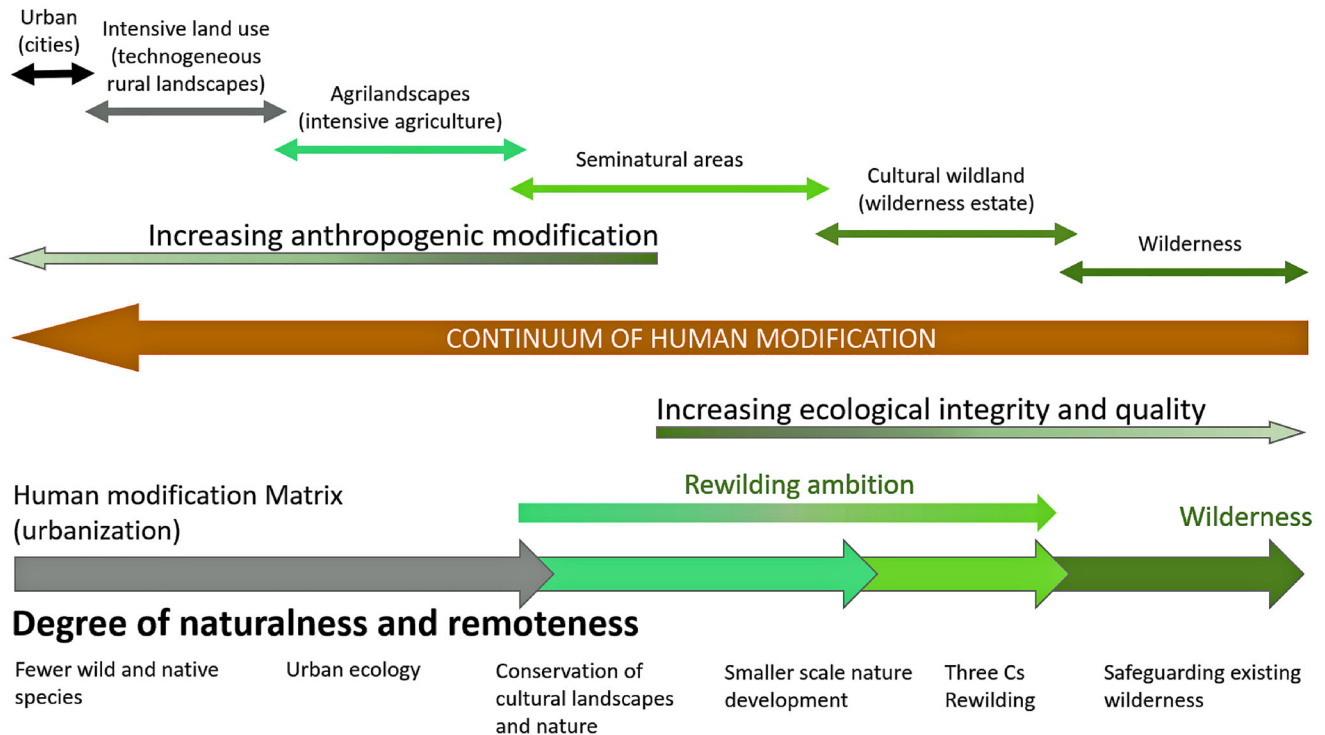 Urban
(cities)
Intensive land use
(technogeneous
rural landscapes)
Agrilandscapes
(intensive agriculture)
Seminatural areas
Cultural wildland
(wilderness estate)
Wilderness
Increasing anthropogenic modification
CONTINUUM OF HUMAN MODIFICATION
Increasing ecological integrity and quality
Human modification Matrix
(urbanization)
Rewilding ambition
Wilderness
Degree of naturalness and remoteness
Fewer wild and native
species
Urban ecology
Conservation of
cultural landscapes
and nature
Smaller scale nature
development
Three Cs
Rewilding
Safeguarding existing
wilderness